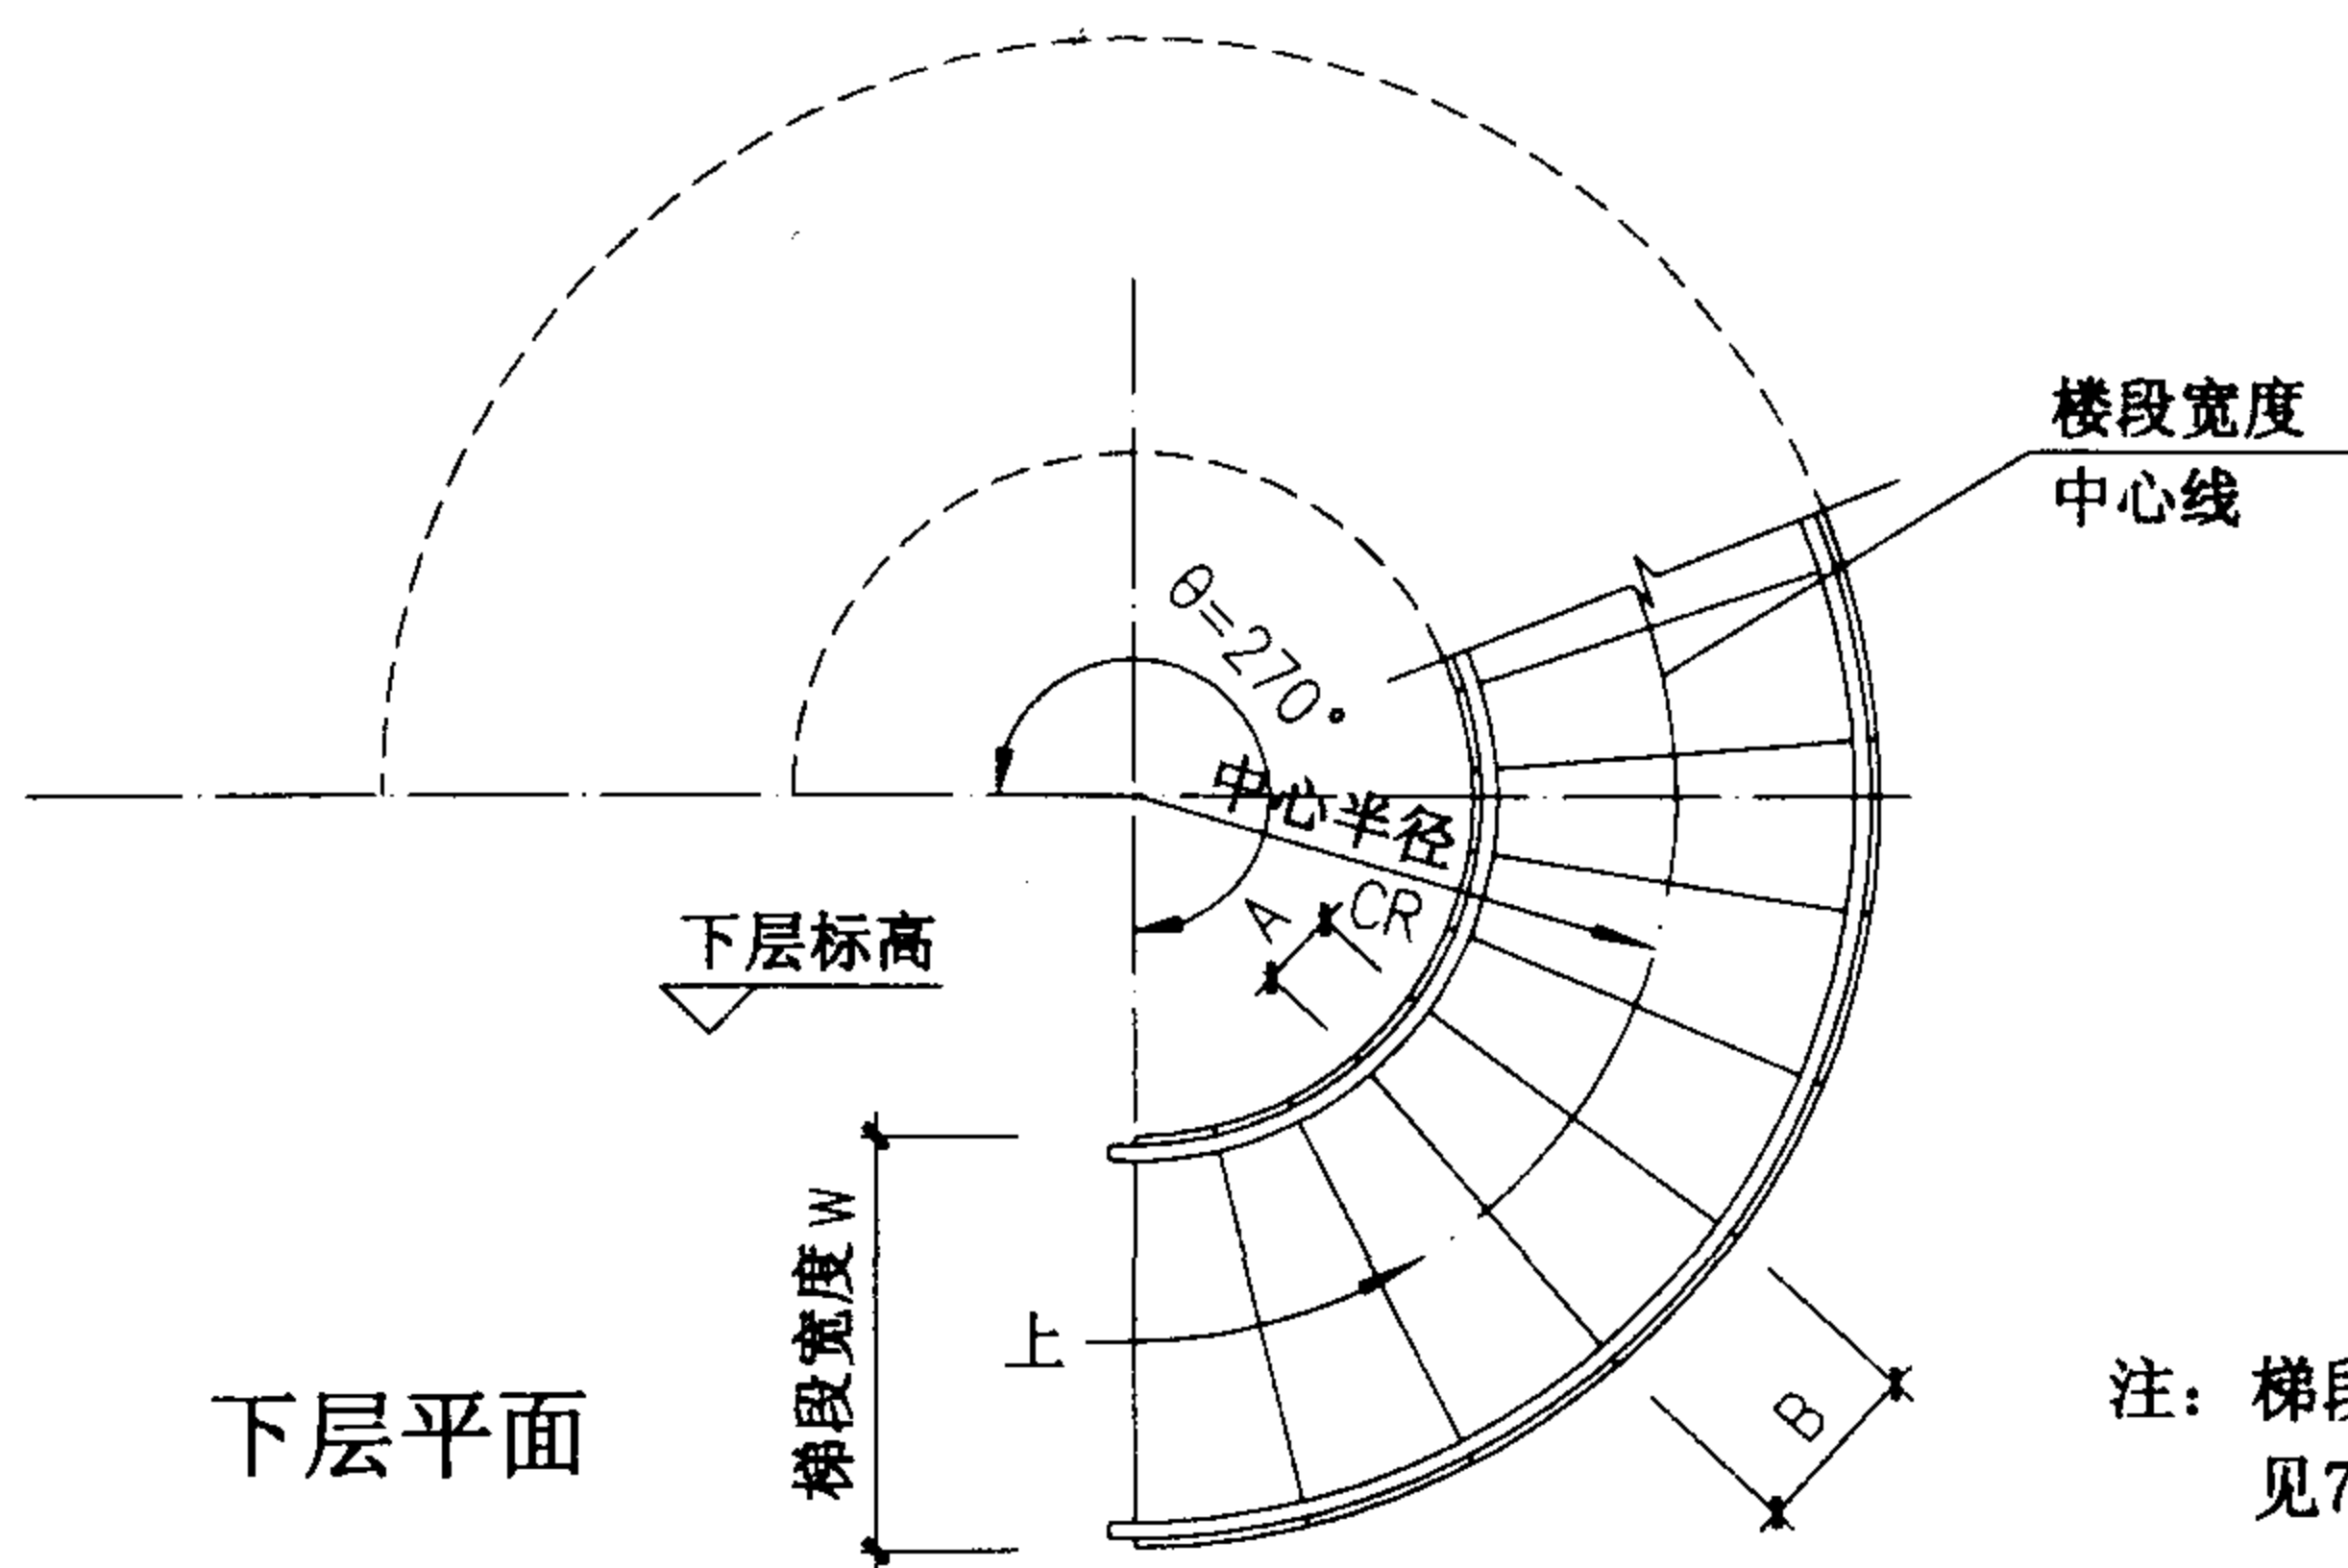 楼段宽度
中心线
θ=270°
中心半径
CR
A
下层标高
梯段宽度 W
上
B
下层平面
注：梯段
见7